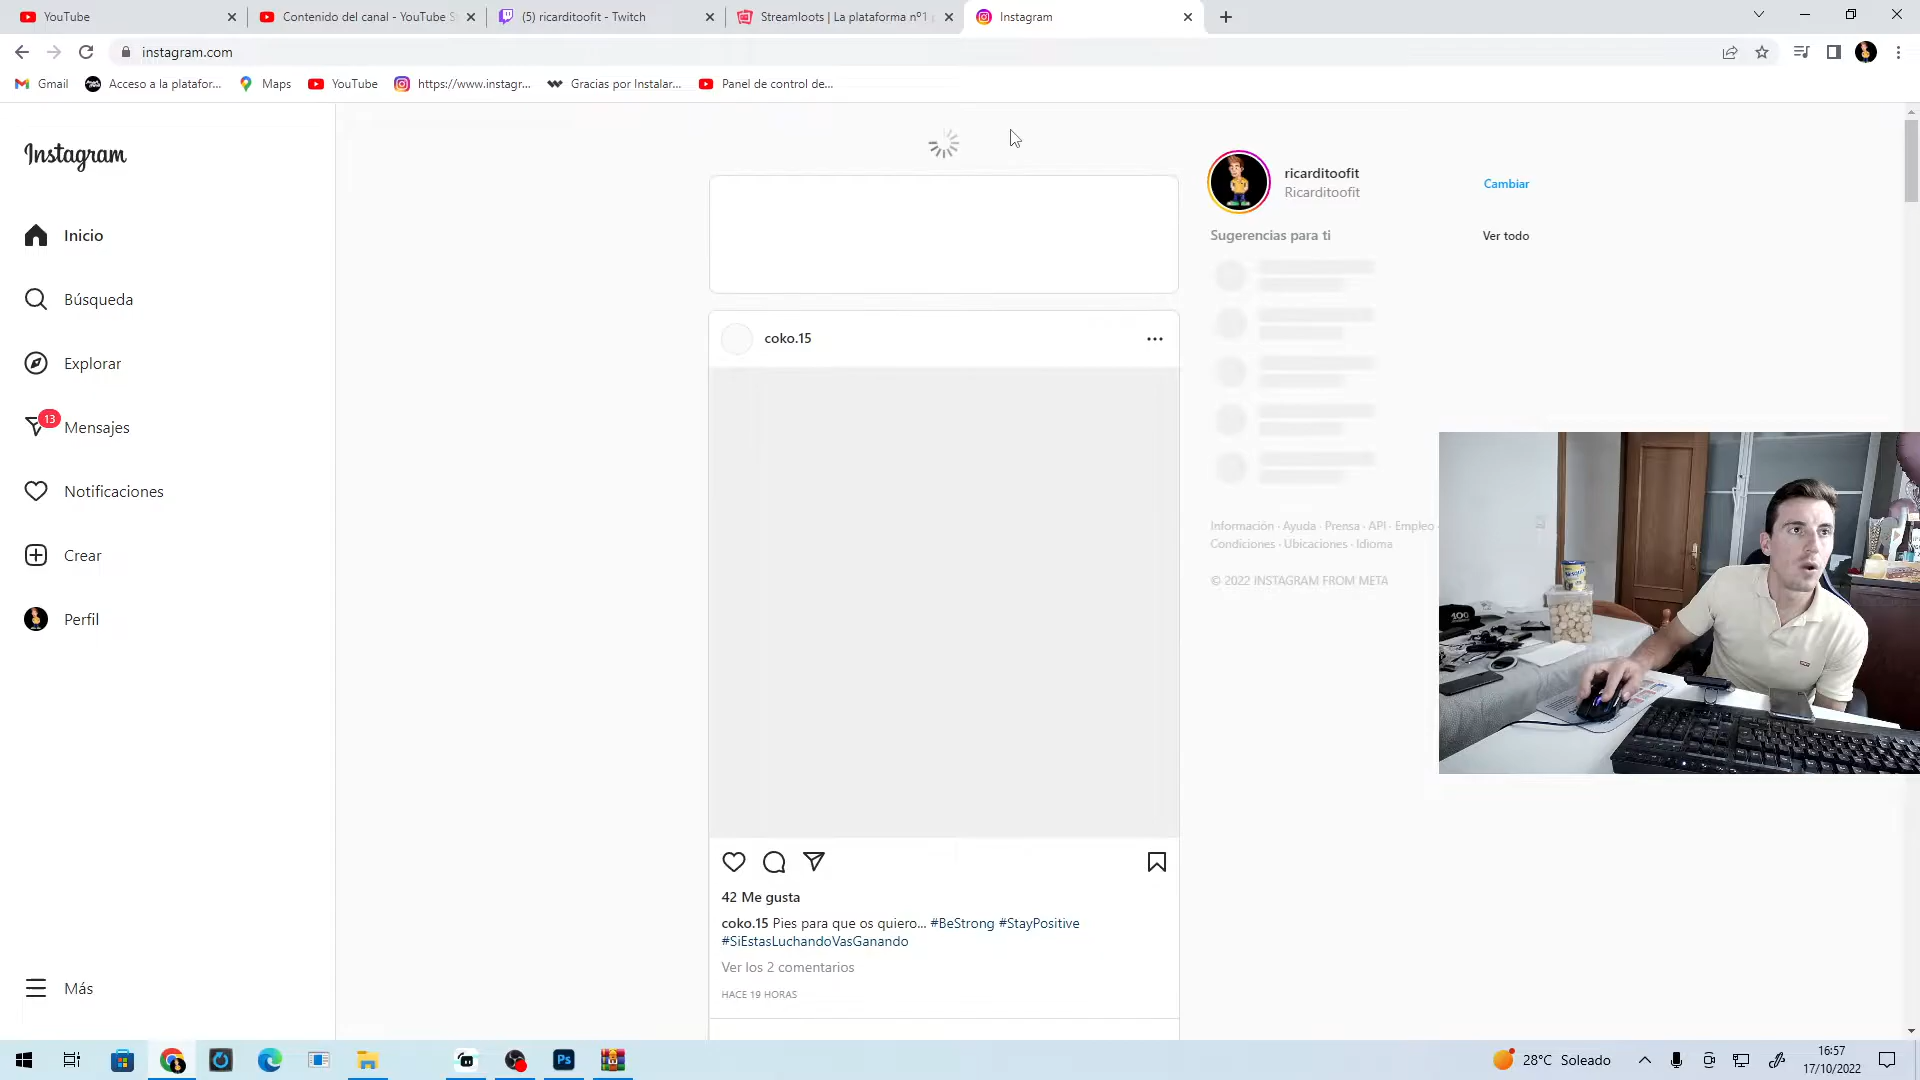 YouTube
Contenido del canal - YouTube S
(5) ricarditoofit - Twitch
Streamloots | La plataforma nº1
Instagram
instagram.com
Gmail
Acceso a la platafor...
Maps
YouTube
https://www.instagr...
Gracias por Instalar...
Panel de control de...
Instagram
Inicio
Búsqueda
Explorar
13
Mensajes
Notificaciones
Crear
Perfil
Más
coko.15
42 Me gusta
coko.15 Pies para que os quiero... #BeStrong #StayPositive
#SiEstasLuchandoVasGanando
Ver los 2 comentarios
HACE 19 HORAS
ricarditoofit
Ricarditoofit
Cambiar
Sugerencias para ti
Ver todo
Información · Ayuda · Prensa · API · Empleo ·
Condiciones · Ubicaciones · Idioma
© 2022 INSTAGRAM FROM META
100
Ps
28°C Soleado
16:57
17/10/2022